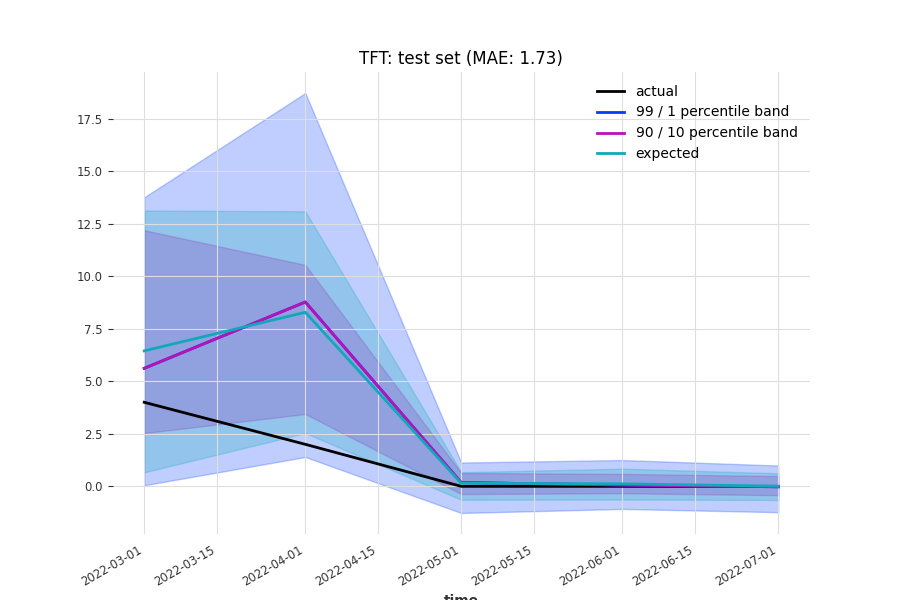 TFT: test set (MAE: 1.73)
actual
99 / 1 percentile band
90 / 10 percentile band
expected
17.5
15.0
12.5
10.0
7.5
5.0
2.5
0.0
2022-03-01
2022-03-15
2022-04-01
2022-04-15
2022-05-01
2022-05-15
2022-06-01
2022-06-15
2022-07-01
time